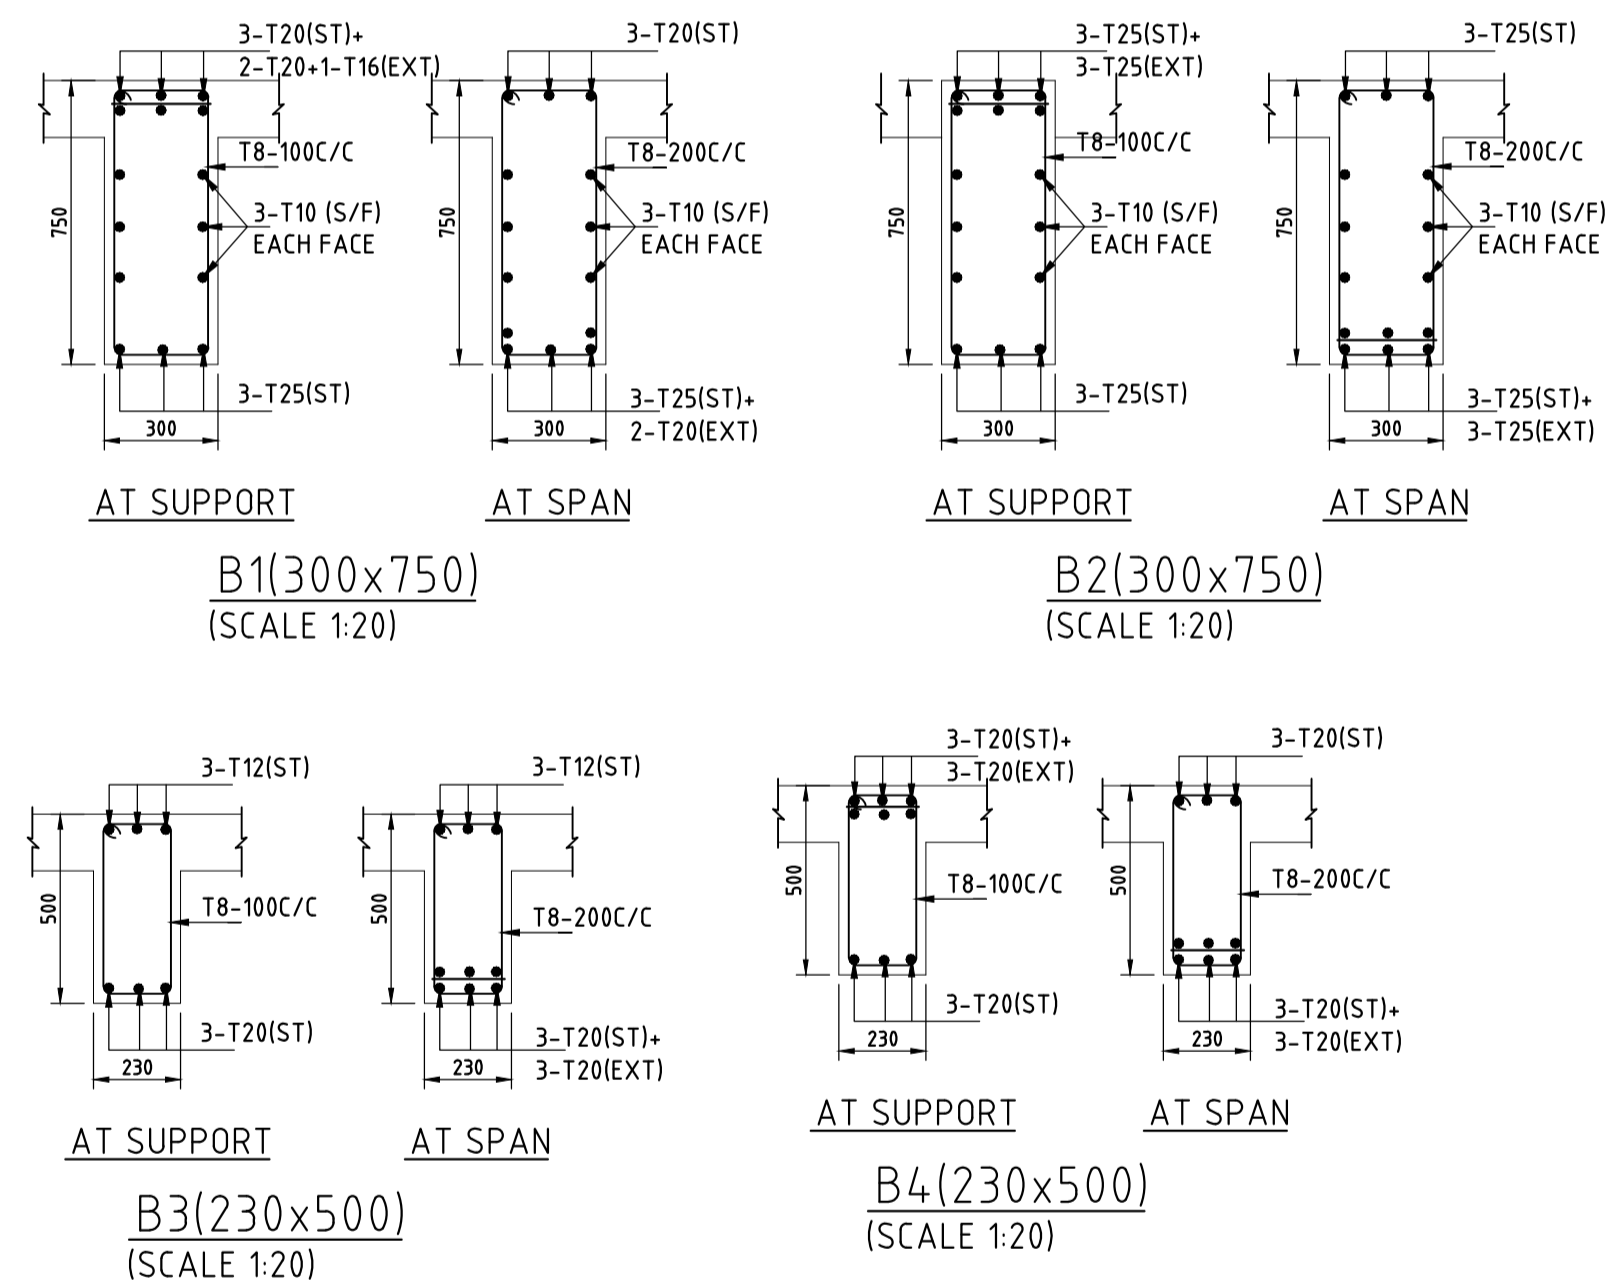 3-T20(ST)+
2-T20+1-T16(EXT)
T8-100C/C
3-T10 (S/F)
EACH FACE
750
3-T25(ST)
300
AT SUPPORT
3-T20(ST)
T8-200C/C
3-T10 (S/F)
EACH FACE
750
3-T25(ST)+
2-T20(EXT)
300
AT SPAN
B1(300x750)
(SCALE 1:20)
3-T25(ST)+
3-T25(EXT)
T8-100C/C
3-T10 (S/F)
EACH FACE
750
3-T25(ST)
300
AT SUPPORT
3-T25(ST)
T8-200C/C
3-T10 (S/F)
EACH FACE
750
3-T25(ST)+
3-T25(EXT)
300
AT SPAN
B2(300x750)
(SCALE 1:20)
3-T12(ST)
500
T8-100C/C
3-T20(ST)
230
AT SUPPORT
3-T12(ST)
500
T8-200C/C
3-T20(ST)+
3-T20(EXT)
230
AT SPAN
B3(230x500)
(SCALE 1:20)
3-T20(ST)+
3-T20(EXT)
500
T8-100C/C
3-T20(ST)
230
AT SUPPORT
3-T20(ST)
500
T8-200C/C
3-T20(ST)+
3-T20(EXT)
230
AT SPAN
B4(230x500)
(SCALE 1:20)